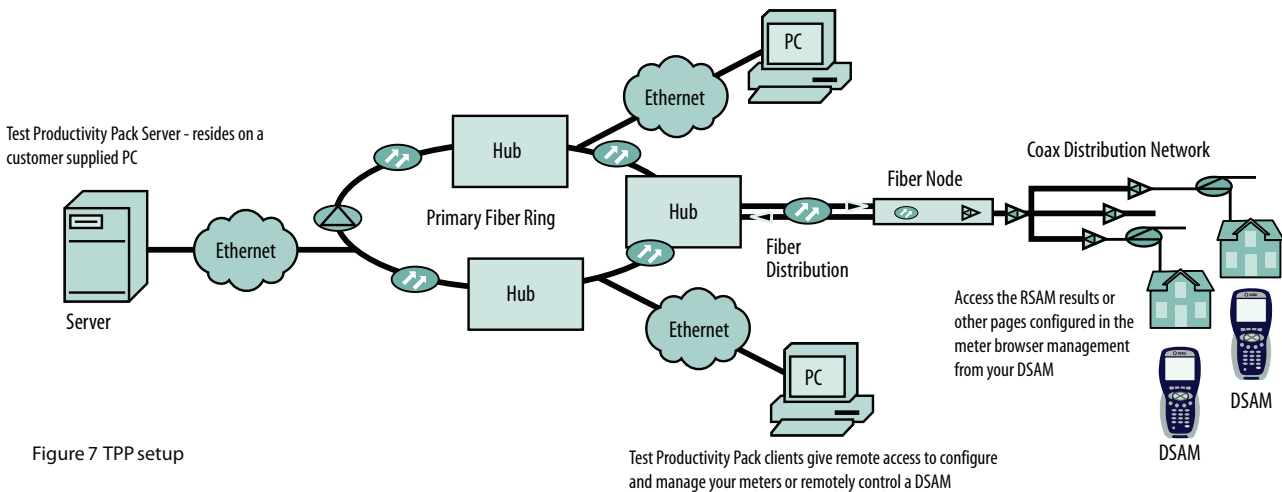 PC
Ethernet
Test Productivity Pack Server - resides on a
customer supplied PC
Hub
Coax Distribution Network
Fiber Node
Primary Fiber Ring
Hub
Ethernet
Fiber
Distribution
Hub
Server
Access the RSAM results or
other pages configured in the
meter browser management
from your DSAM
Ethernet
PC
DSAM
DSAM
Figure 7 TPP setup
Test Productivity Pack clients give remote access to configure
and manage your meters or remotely control a DSAM